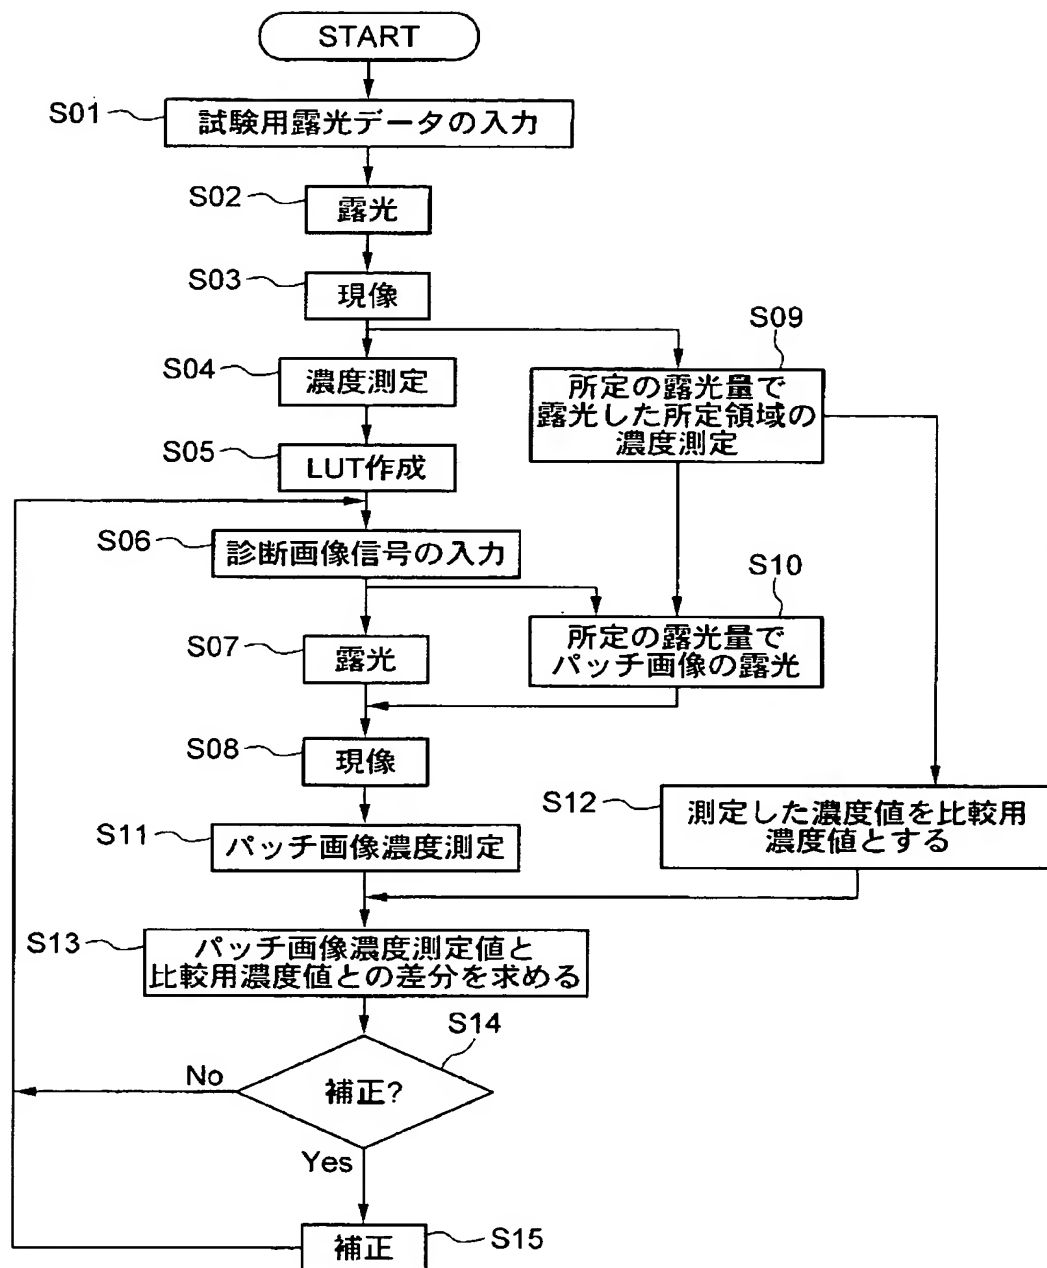 START
S01
試験用露光データの入力
S02
露光
S03
現像
S04
濃度測定
S09
所定の露光量で
露光した所定領域の
濃度測定
S05
LUT作成
S06
診断画像信号の入力
S10
所定の露光量で
パッチ画像の露光
S07
露光
S08
現像
S12
測定した濃度値を比較用
濃度値とする
S11
パッチ画像濃度測定
S13
パッチ画像濃度測定値と
比較用濃度値との差分を求める
S14
補正?
No
Yes
S15
補正